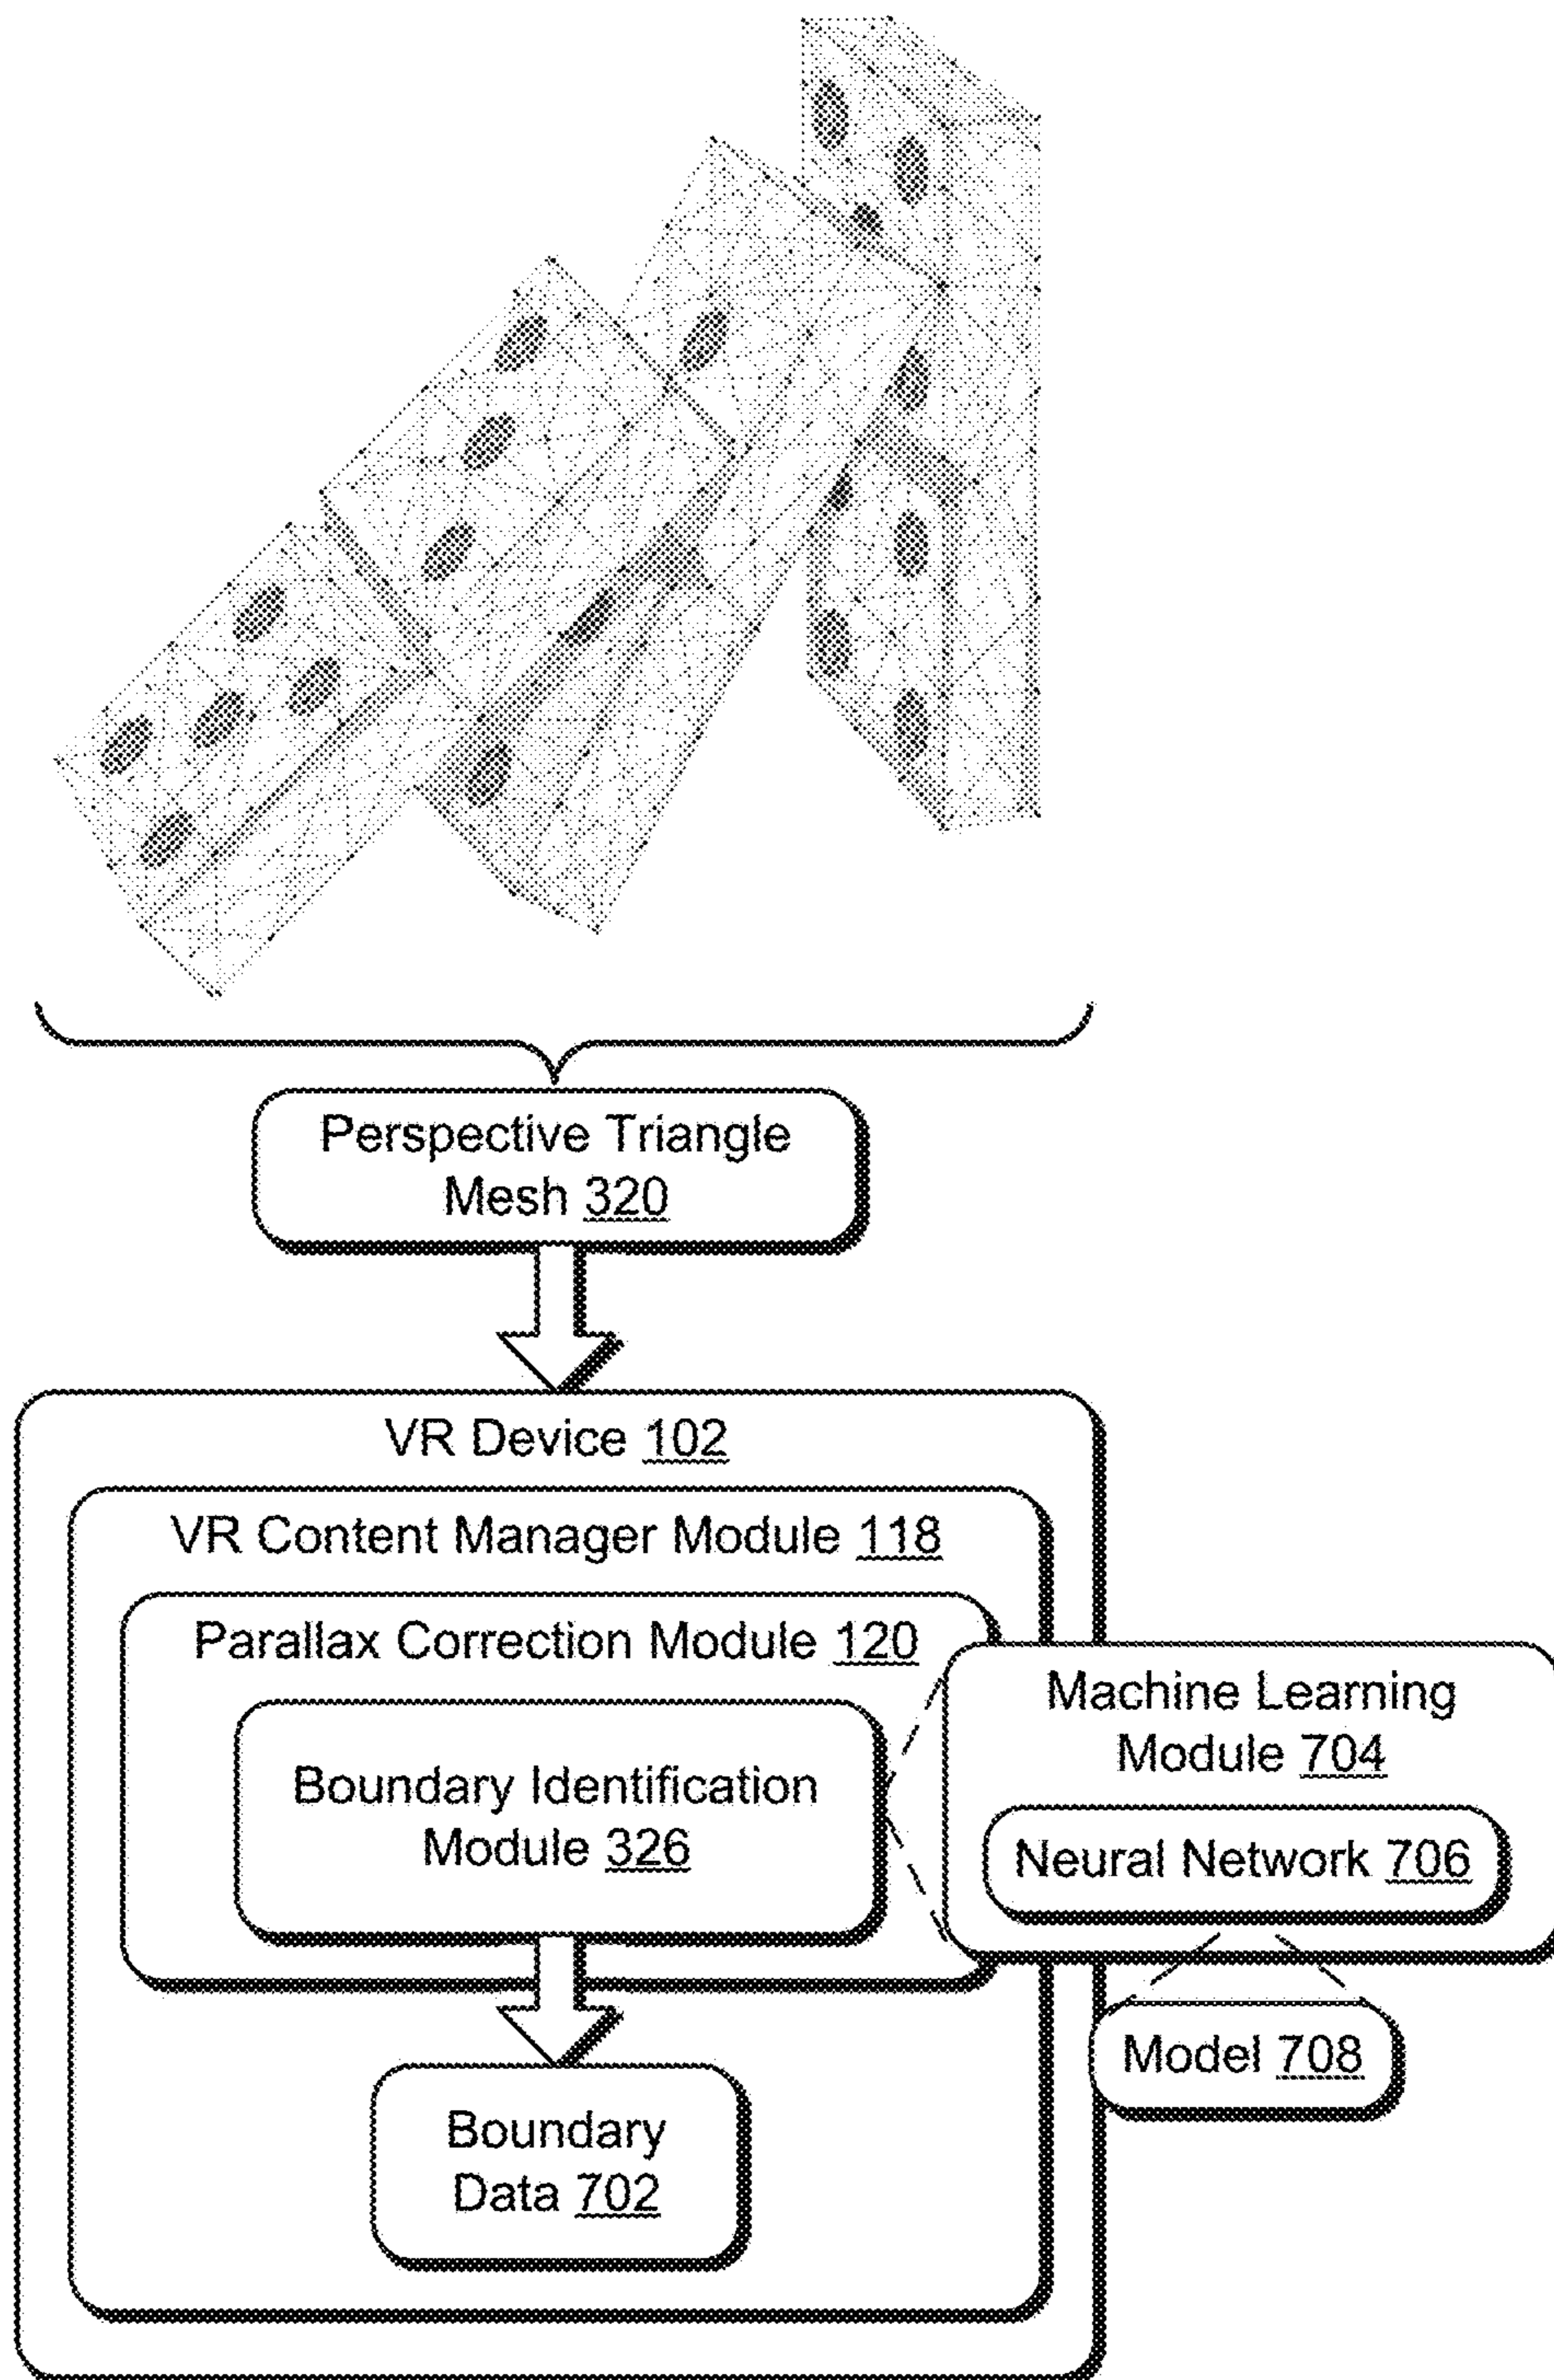 Perspective Triangle
Mesh 320
VR Device 102
VR Content Manager Module 118
Parallax Correction Module 120
Machine Learning
Module 704
Boundary Identification
Module 326
Neural Network 706
Model 708
Boundary
Data 702